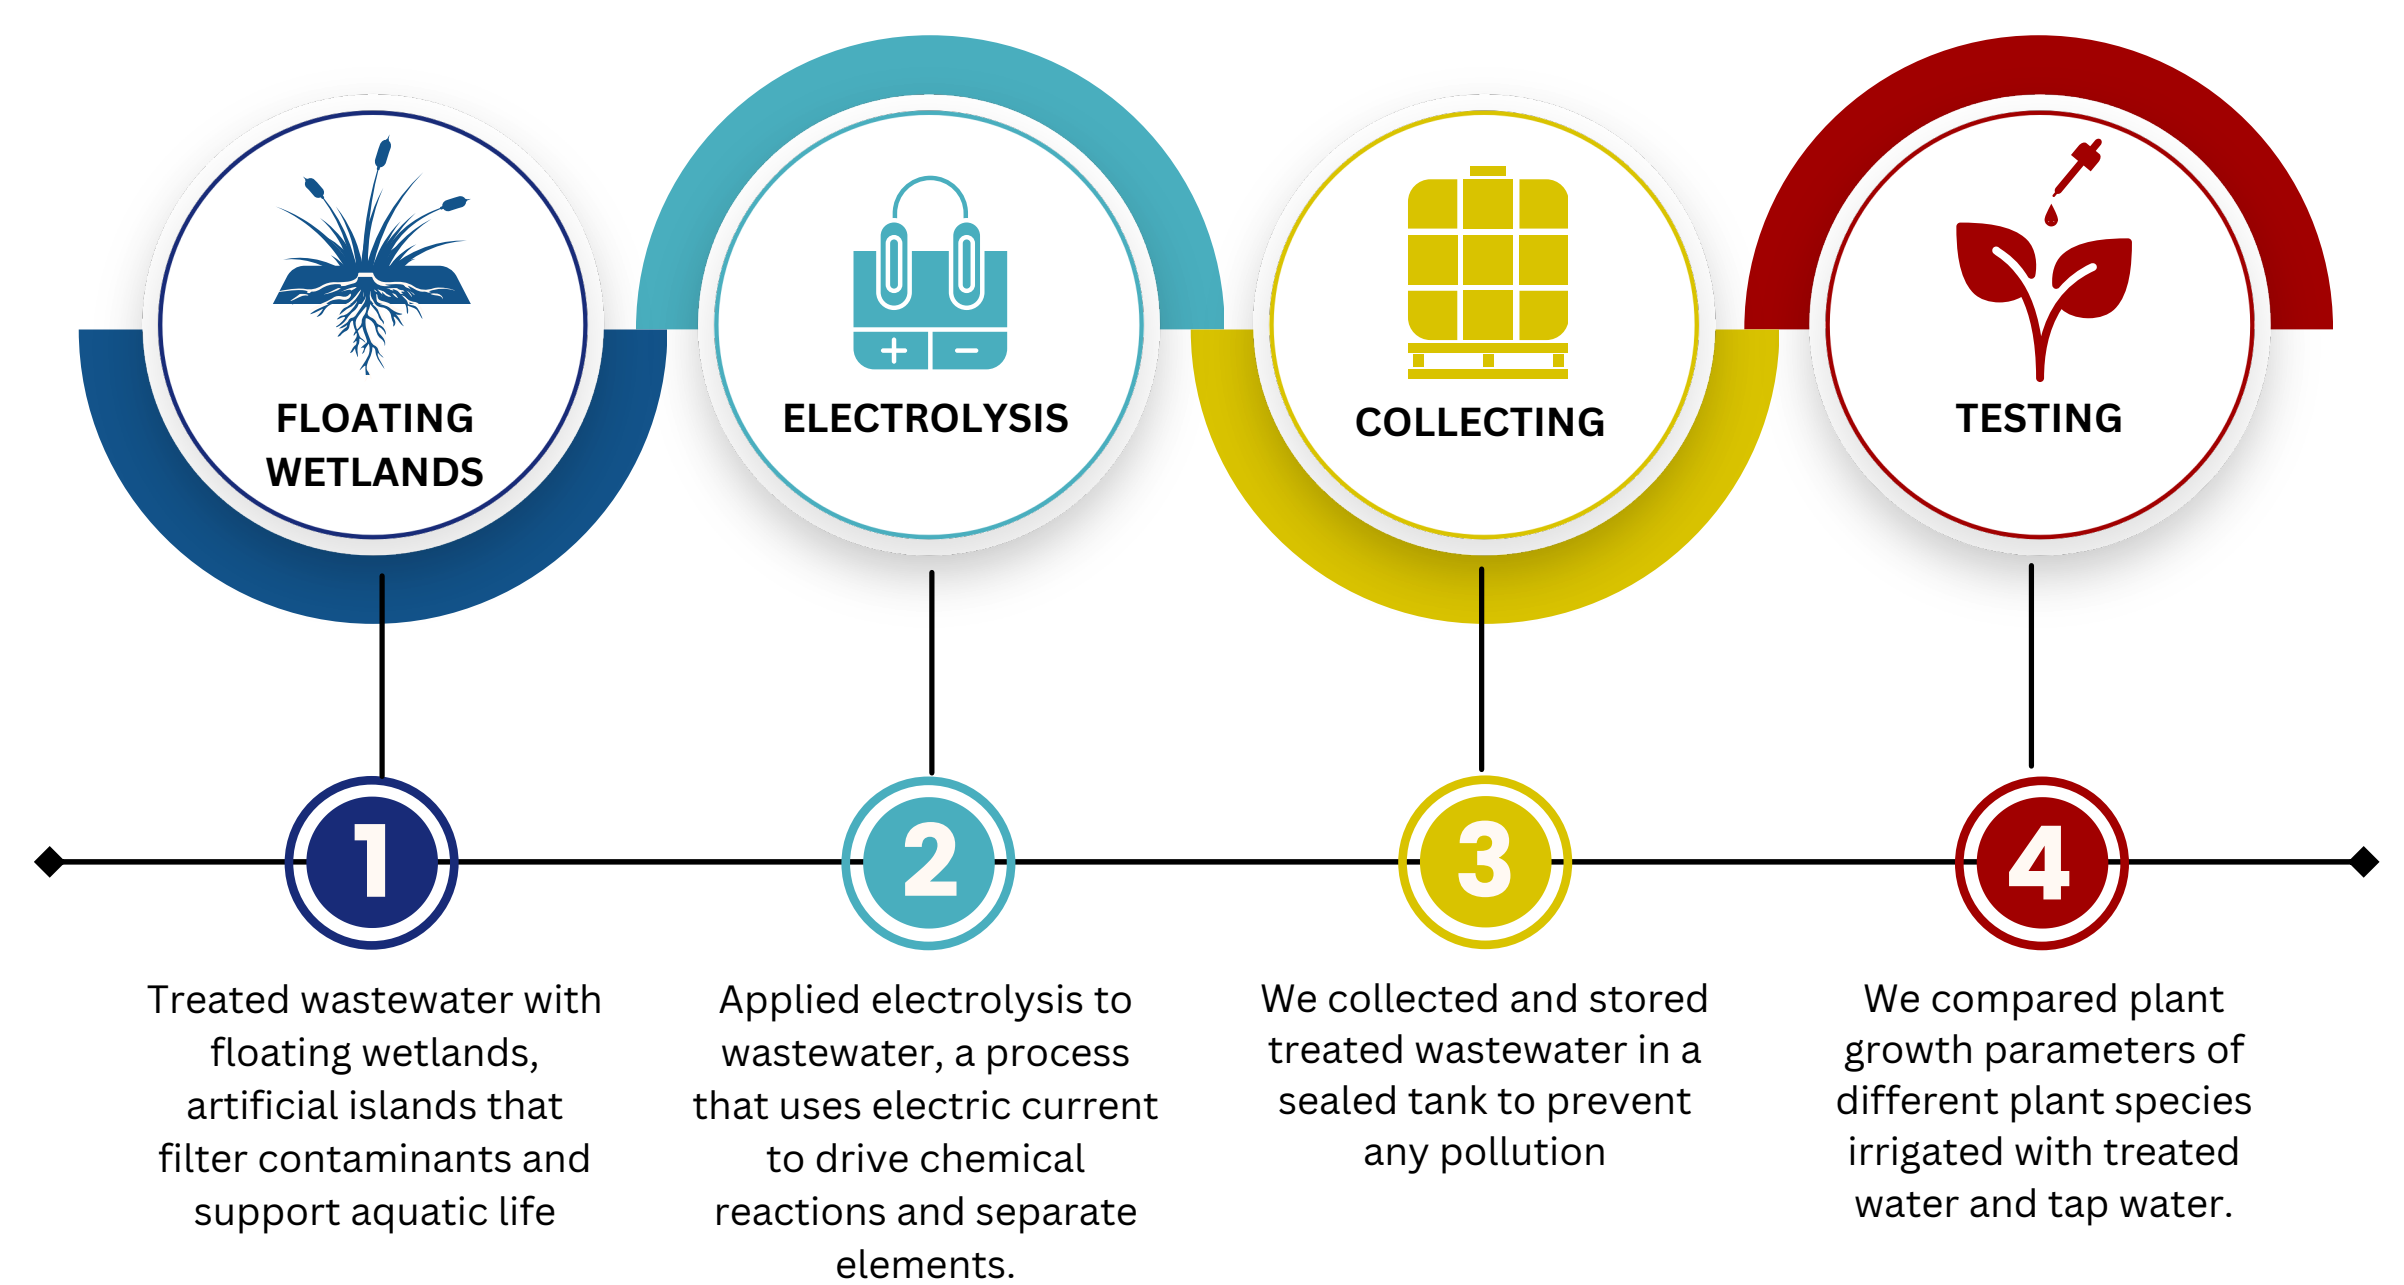 FLOATING
WETLANDS
ELECTROLYSIS
COLLECTING
TESTING
+ −
1
2
3
4
Treated wastewater with
floating wetlands,
artificial islands that
filter contaminants and
support aquatic life
Applied electrolysis to
wastewater, a process
that uses electric current
to drive chemical
reactions and separate
elements.
We collected and stored
treated wastewater in a
sealed tank to prevent
any pollution
We compared plant
growth parameters of
different plant species
irrigated with treated
water and tap water.